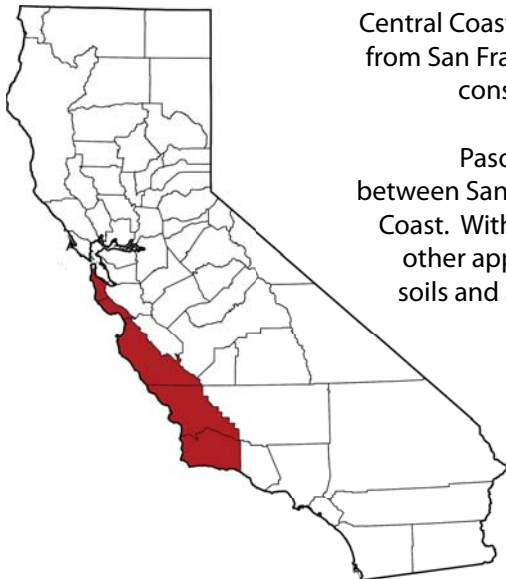 Central Coast
from San Fra
cons
Paso
between San
Coast.  With
other app
soils and